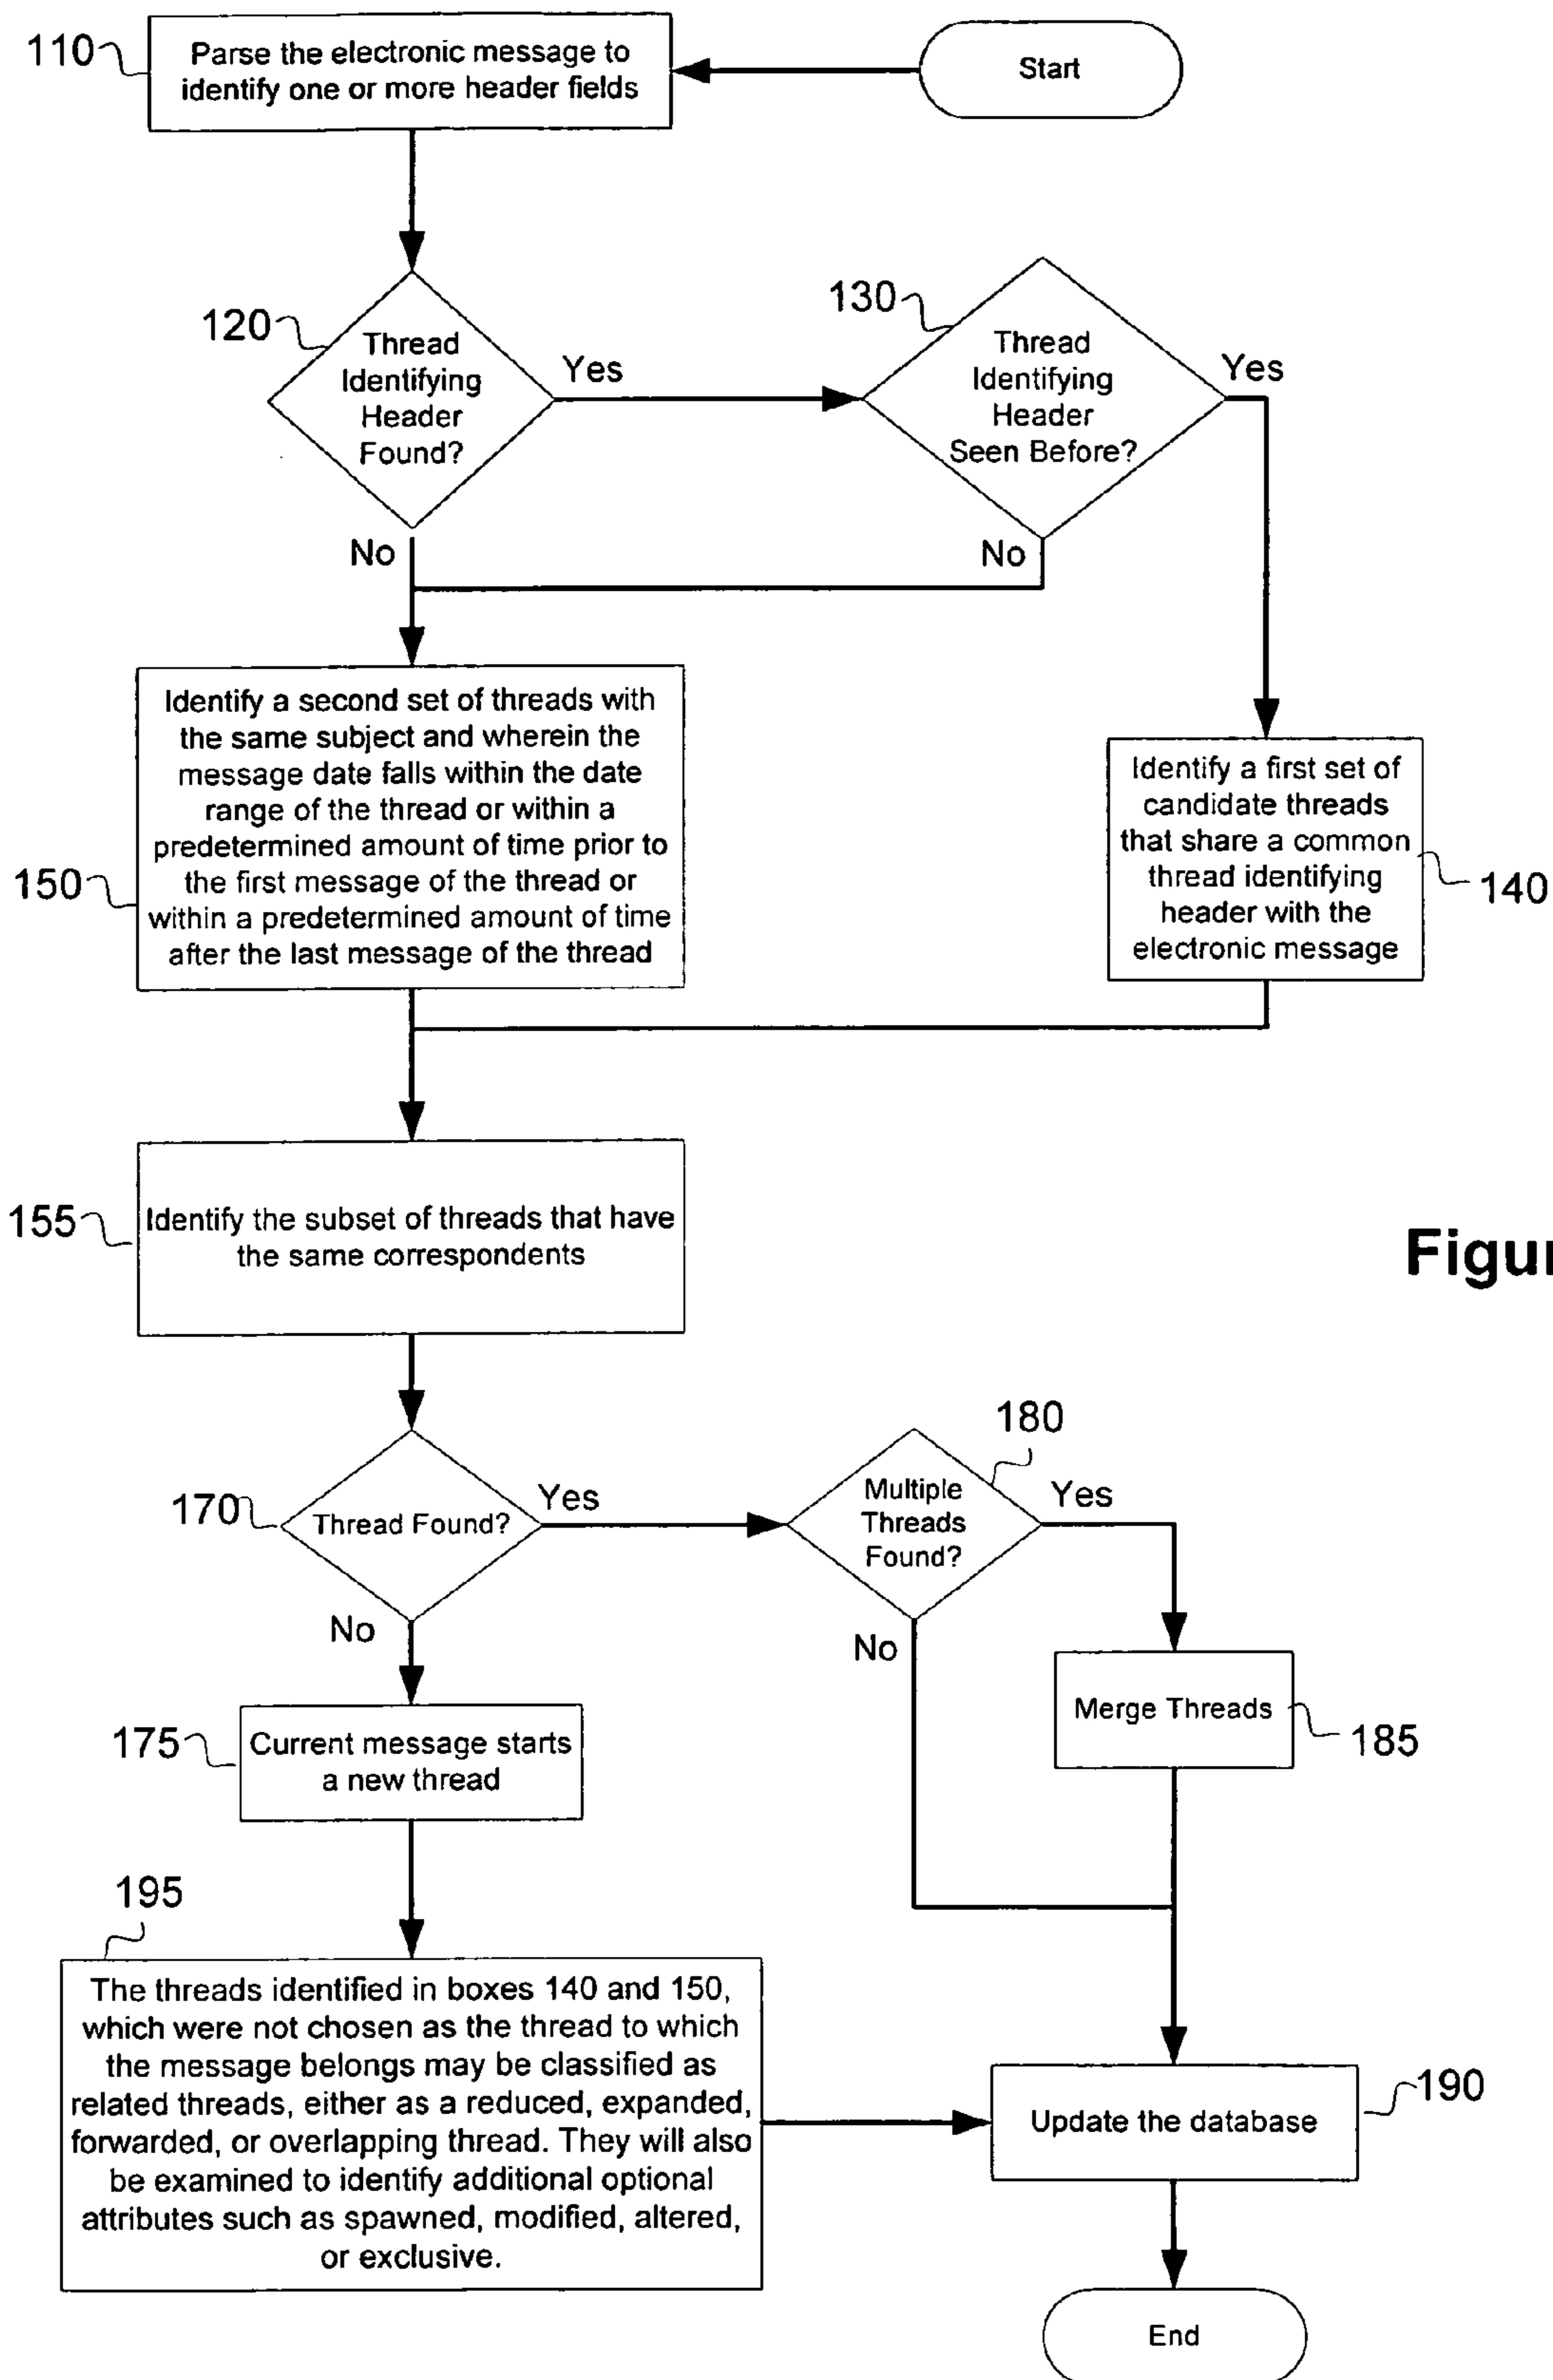 110
Parse the electronic message to
identify one or more header fields
Start
120
Thread
Identifying
Header
Found?
Yes
130
Thread
Identifying
Header
Seen Before?
Yes
No
No
150
Identify a second set of threads with
the same subject and wherein the
message date falls within the date
range of the thread or within a
predetermined amount of time prior to
the first message of the thread or
within a predetermined amount of time
after the last message of the thread
Identify a first set of
candidate threads
that share a common
thread identifying
header with the
electronic message
140
155
Identify the subset of threads that have
the same correspondents
170
Thread Found?
Yes
180
Multiple
Threads
Found?
Yes
No
No
175
Current message starts
a new thread
Merge Threads
185
195
The threads identified in boxes 140 and 150,
which were not chosen as the thread to which
the message belongs may be classified as
related threads, either as a reduced, expanded,
forwarded, or overlapping thread. They will also
be examined to identify additional optional
attributes such as spawned, modified, altered,
or exclusive.
Update the database
190
End